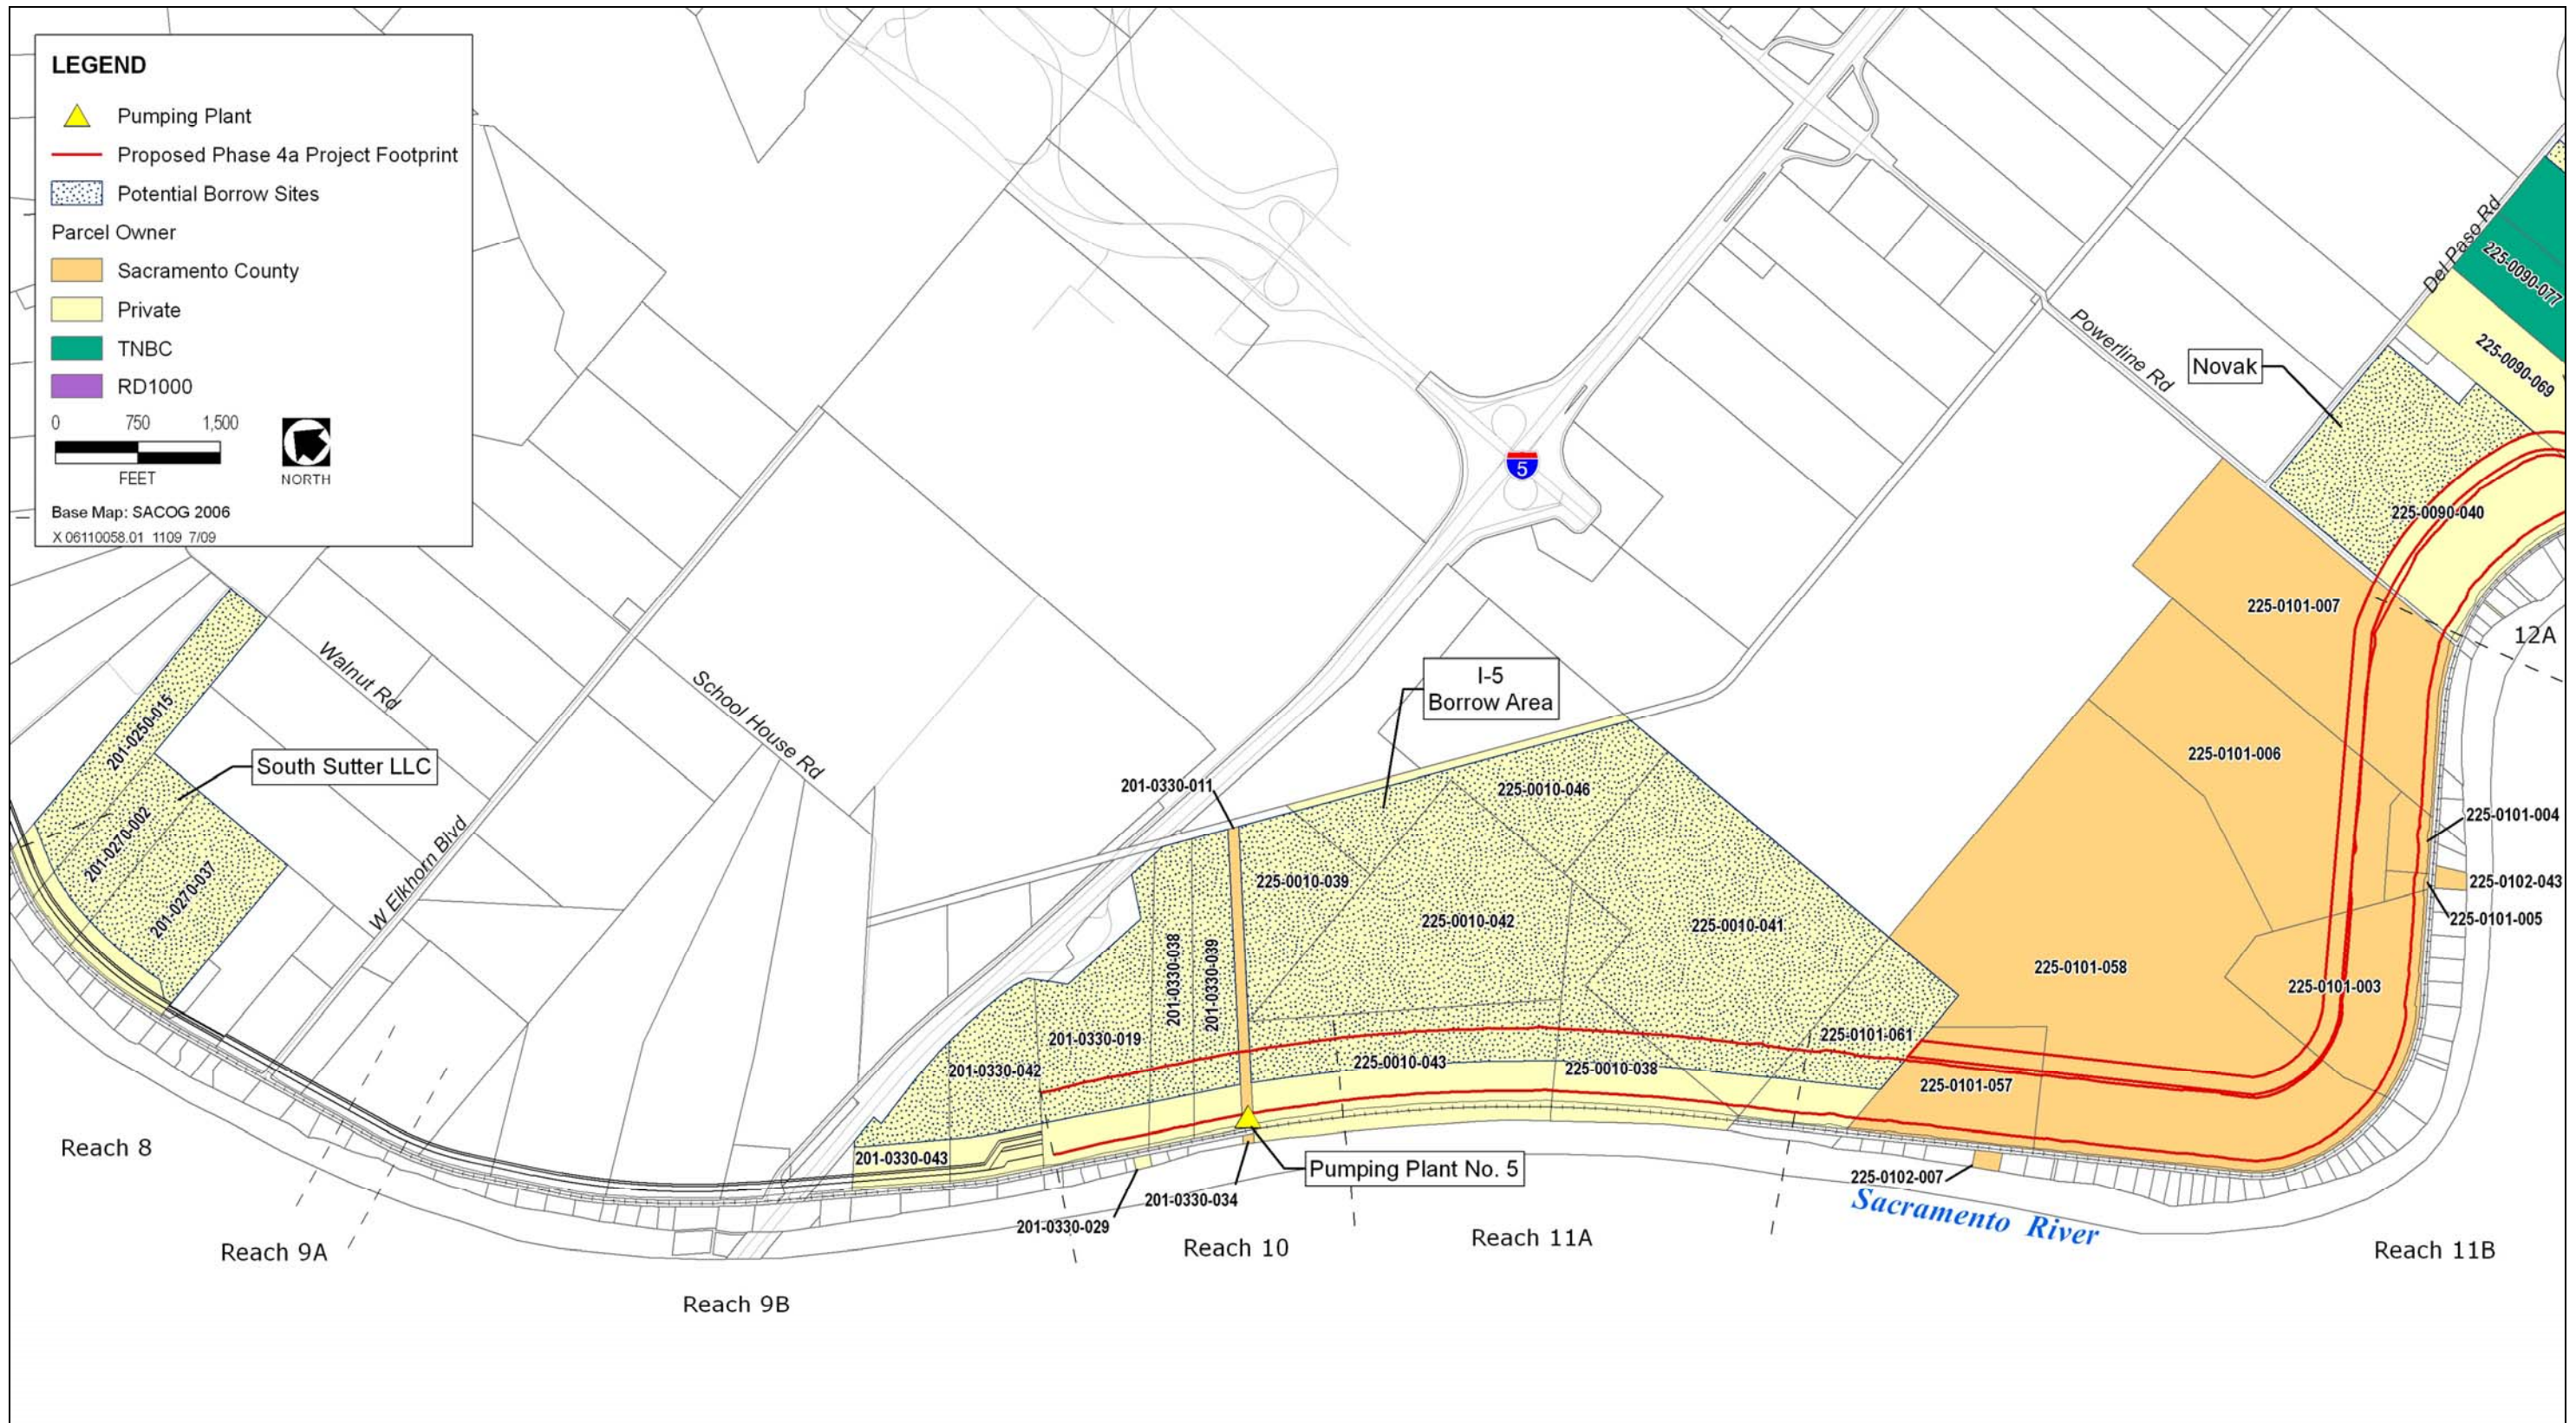 LEGEND
Pumping Plant
Proposed Phase 4a Project Footprint
Potential Borrow Sites
Parcel Owner
Sacramento County
Private
TNBC
RD1000
0 750 1,500
FEET
NORTH
Base Map: SACOG 2006
X 06110058.01 1109 7/09
Del Paso Rd
225-0090-077
Powerline Rd
Novak
225-0090-069
5
225-0090-040
225-0101-007
12A
Walnut Rd
School House Rd
I-5
Borrow Area
201-0250-015
South Sutter LLC
225-0101-006
201-0330-011
225-0010-046
225-0101-004
201-0270-002
W Elkhorn Blvd
201-0270-037
225-0010-039
225-0102-043
225-0010-042
225-0010-041
225-0101-005
201-0330-038
201-0330-039
225-0101-058
225-0101-003
201-0330-019
225-0101-061
201-0330-042
225-0010-043
225-0010-038
225-0101-057
Reach 8
201-0330-043
Pumping Plant No. 5
225-0102-007
201-0330-034
Sacramento River
201-0330-029
Reach 9A
Reach 10
Reach 11A
Reach 11B
Reach 9B